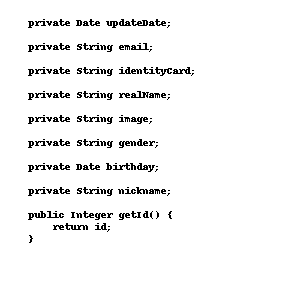 private Date updateDate;
private String email;
private String identityCard;
private String realName;
private String image;
private String gender;
private Date birthday;
private String nickname;
public Integer getId() {
    return id;
}